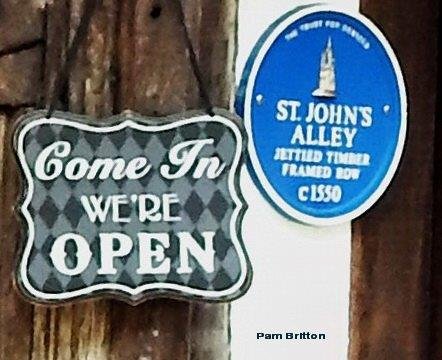 Come In
WE'RE
OPEN
THE TRUST FOR DEVIZES
ST. JOHN'S
ALLEY
JETTIED TIMBER
FRAMED ROW
C1550
Pam Britton